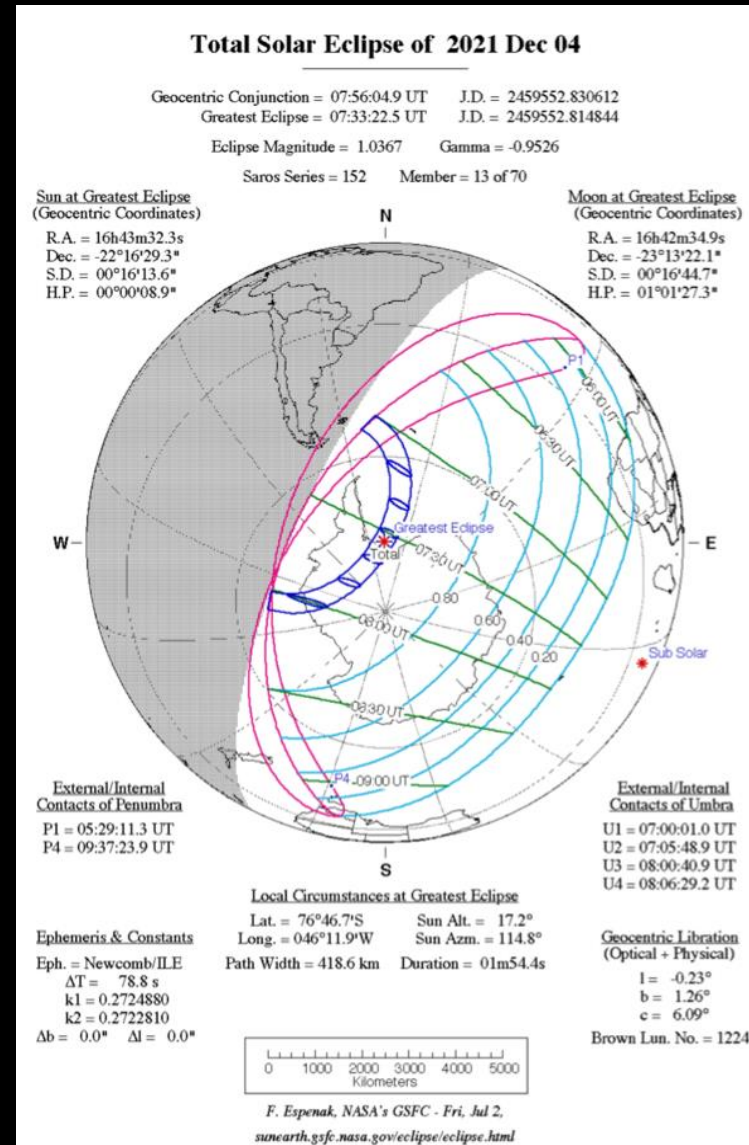 Total Solar Eclipse of 2021 Dec 04
Geocentric Conjunction = 07:56:04.9 UT J.D. = 2459552.830612
Greatest Eclipse = 07:33:22.5 UT J.D. = 2459552.814844
Eclipse Magnitude = 1.0367 Gamma = -0.9526
Saros Series = 152 Member = 13 of 70
Sun at Greatest Eclipse
(Geocentric Coordinates)
R.A. = 16h43m32.3s
Dec. = -22°16'29.3"
S.D. = 00°16'13.6"
H.P. = 00°00'08.9"
Moon at Greatest Eclipse
(Geocentric Coordinates)
R.A. = 16h42m34.9s
Dec. = -23°13'22.1"
S.D. = 00°16'44.7"
H.P. = 01°01'27.3"
N
P1
06:00 UT
06:30 UT
07:00 UT
Greatest Eclipse
W
Total
07:30 UT
E
0.80
0.60
0.40
0.20
08:00 UT
Sub Solar
08:30 UT
P4
09:00 UT
S
External/Internal
Contacts of Penumbra
P1 = 05:29:11.3 UT
P4 = 09:37:23.9 UT
External/Internal
Contacts of Umbra
U1 = 07:00:01.0 UT
U2 = 07:05:48.9 UT
U3 = 08:00:40.9 UT
U4 = 08:06:29.2 UT
Local Circumstances at Greatest Eclipse
Lat. = 76°46.7'S Sun Alt. = 17.2°
Long. = 046°11.9'W Sun Azm. = 114.8°
Path Width = 418.6 km Duration = 01m54.4s
Ephemeris & Constants
Eph. = Newcomb/ILE
ΔT = 78.8 s
k1 = 0.2724880
k2 = 0.2722810
Δb = 0.0" Δl = 0.0"
Geocentric Libration
(Optical + Physical)
l = -0.23°
b = 1.26°
c = 6.09°
Brown Lun. No. = 1224
0 1000 2000 3000 4000 5000
Kilometers
F. Espenak, NASA's GSFC - Fri, Jul 2,
sunearth.gsfc.nasa.gov/eclipse/eclipse.html